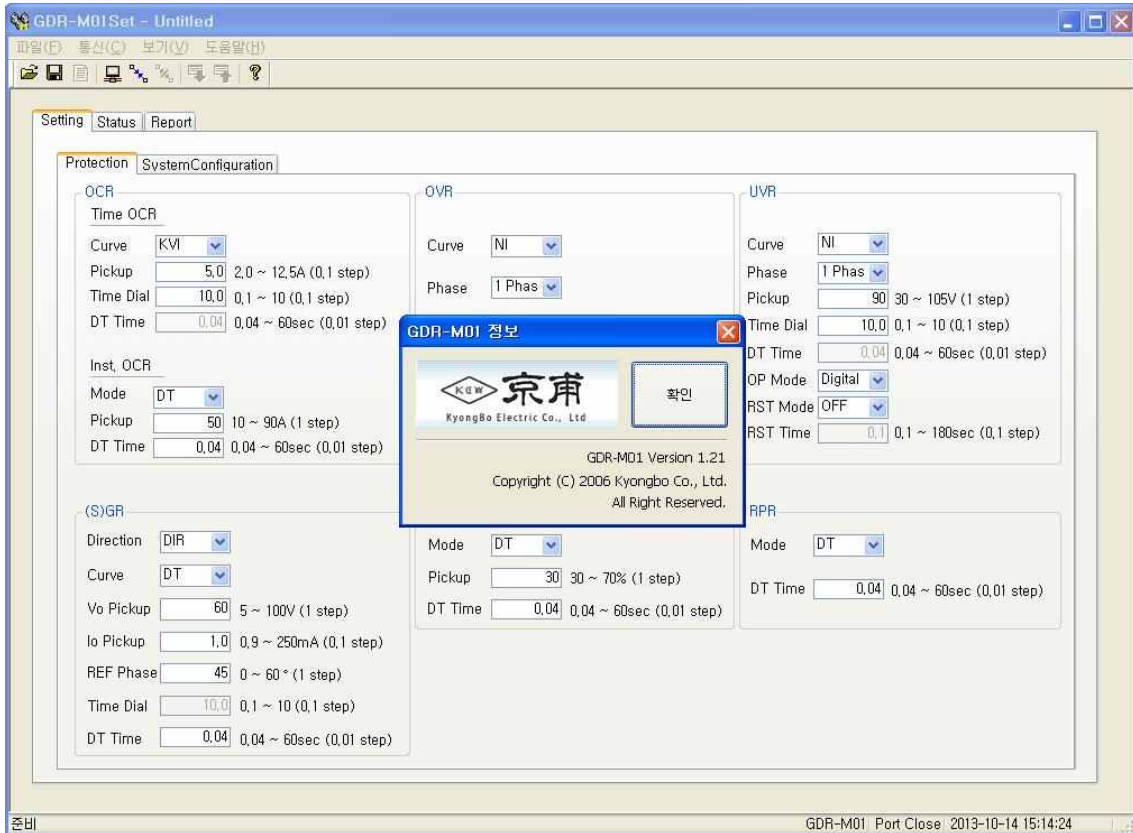 GDR-M01Set - Untitled
파일(F) 통신(C) 보기(V) 도움말(H)
Setting Status Report
Protection SystemConfiguration
OCR
Time OCR
Curve KVI
Pickup 5,0 2,0 ~ 12,5A (0,1 step)
Time Dial 10,0 0,1 ~ 10 (0,1 step)
DT Time 0,04 0,04 ~ 60sec (0,01 step)
Inst, OCR
Mode DT
Pickup 50 10 ~ 90A (1 step)
DT Time 0,04 0,04 ~ 60sec (0,01 step)
OVR
Curve NI
Phase 1 Phas
UVR
Curve NI
Phase 1 Phas
Pickup 90 30 ~ 105V (1 step)
Time Dial 10,0 0,1 ~ 10 (0,1 step)
DT Time 0,04 0,04 ~ 60sec (0,01 step)
OP Mode Digital
RST Mode OFF
RST Time 0,1 0,1 ~ 180sec (0,1 step)
GDR-M01 정보
KDW 京甫
KyongBo Electric Co., Ltd
확인
GDR-M01 Version 1.21
Copyright (C) 2006 Kyongbo Co., Ltd.
All Right Reserved.
(S)GR
Direction DIR
Curve DT
Vo Pickup 60 5 ~ 100V (1 step)
Io Pickup 1,0 0,9 ~ 250mA (0,1 step)
REF Phase 45 0 ~ 60 ° (1 step)
Time Dial 10,0 0,1 ~ 10 (0,1 step)
DT Time 0,04 0,04 ~ 60sec (0,01 step)
Mode DT
Pickup 30 30 ~ 70% (1 step)
DT Time 0,04 0,04 ~ 60sec (0,01 step)
RPR
Mode DT
DT Time 0,04 0,04 ~ 60sec (0,01 step)
준비
GDR-M01 Port Close 2013-10-14 15:14:24